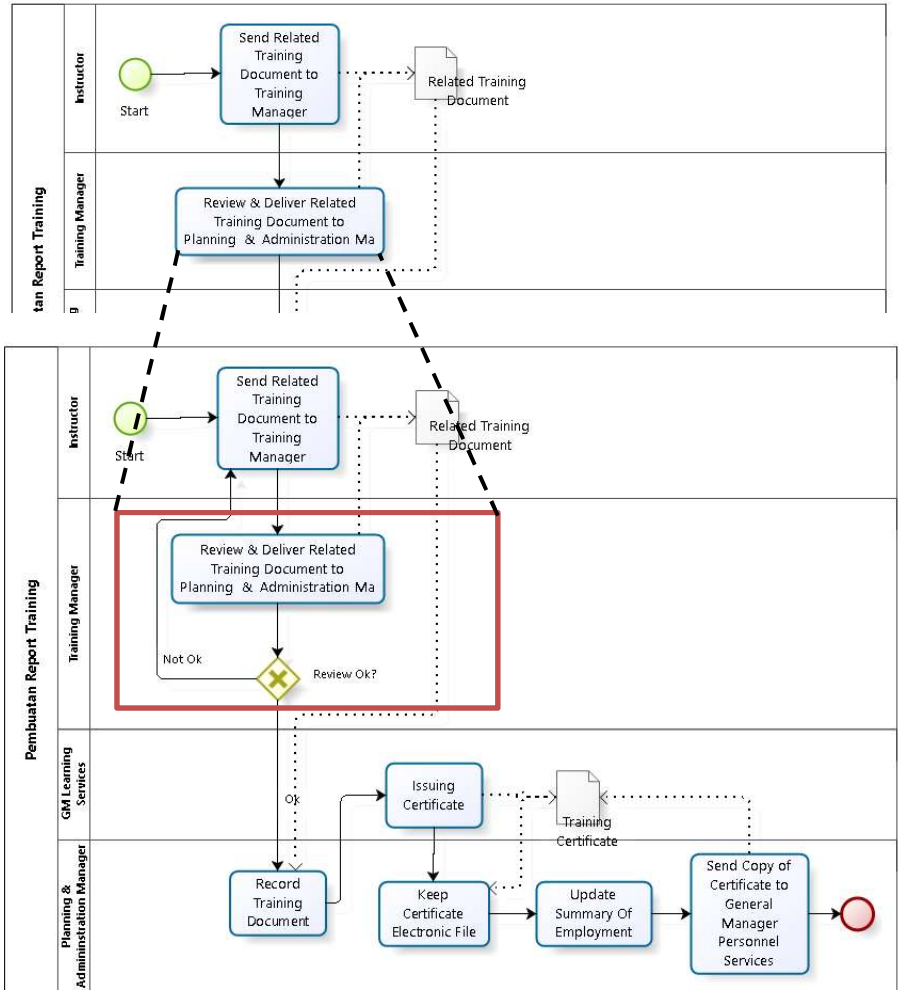 Send Related
Training
Document to
Training
Manager
Related Training
Document
Start
Instructor
Review & Deliver Related
Training Document to
Planning & Administration Ma
Training Manager
tan Report Training
g
Send Related
Training
Document to
Training
Manager
Related Training
Document
Start
Instructor
Review & Deliver Related
Training Document to
Planning & Administration Ma
Not Ok
Review Ok?
Training Manager
Pembuatan Report Training
Issuing
Certificate
Training
Certificate
Ok
GM Learning
Services
Record
Training
Document
Keep
Certificate
Electronic File
Update
Summary Of
Employment
Send Copy of
Certificate to
General
Manager
Personnel
Services
Planning &
Admininistration Manager